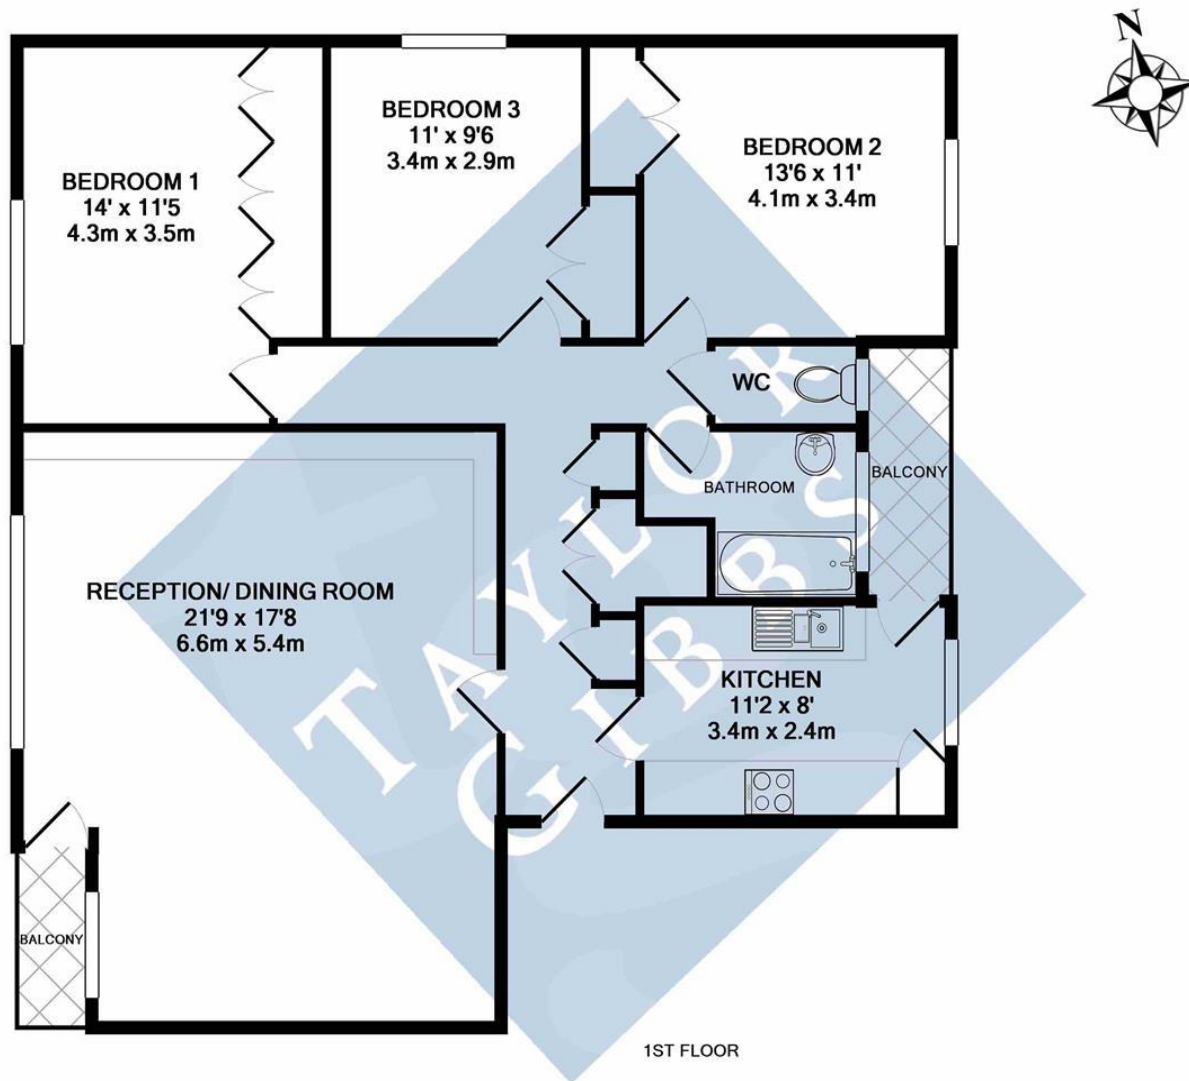 N
BEDROOM 3
11' x 9'6
3.4m x 2.9m
BEDROOM 2
13'6 x 11'
4.1m x 3.4m
BEDROOM 1
14' x 11'5
4.3m x 3.5m
WC
BALCONY
BATHROOM
RECEPTION/ DINING ROOM
21'9 x 17'8
6.6m x 5.4m
KITCHEN
11'2 x 8'
3.4m x 2.4m
BALCONY
1ST FLOOR
TAYLOR
GIBBS